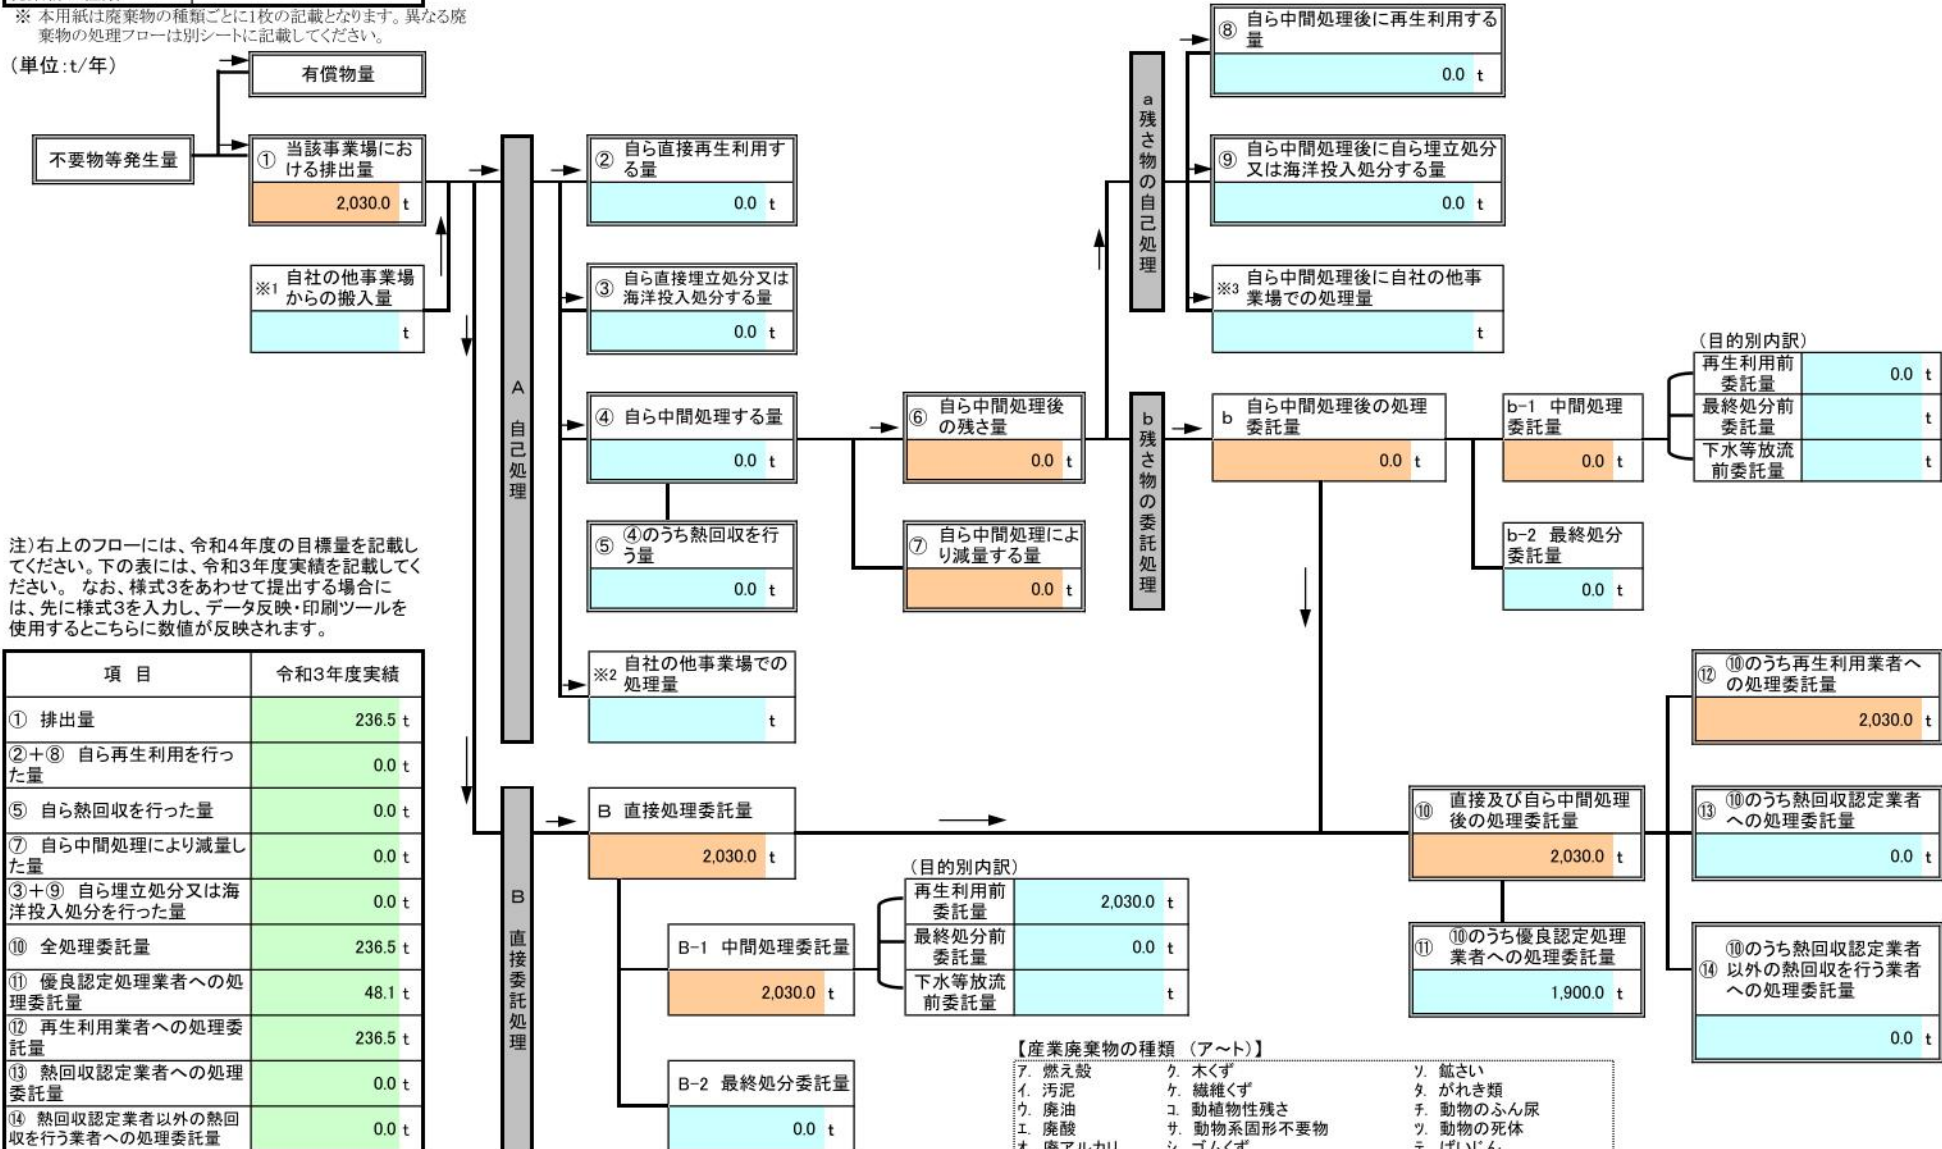 ※ 本用紙は廃棄物の種類ごとに1枚の記載となります。異なる廃
棄物の処理フローは別シートに記載してください。
(単位:t/年)
有償物量
不要物等発生量
① 当該事業場にお
ける排出量
2,030.0 t
※1 自社の他事業場
からの搬入量
t
A 自己処理
② 自ら直接再生利用す
る量
0.0 t
③ 自ら直接埋立処分又は
海洋投入処分する量
0.0 t
④ 自ら中間処理する量
0.0 t
⑤ ④のうち熱回収を行
う量
0.0 t
※2 自社の他事業場での
処理量
t
⑥ 自ら中間処理後
の残さ量
0.0 t
⑦ 自ら中間処理によ
り減量する量
0.0 t
a残さ物の自己処理
⑧ 自ら中間処理後に再生利用する
量
0.0 t
⑨ 自ら中間処理後に自ら埋立処分
又は海洋投入処分する量
0.0 t
※3 自ら中間処理後に自社の他事
業場での処理量
t
b残さ物の委託処理
b 自ら中間処理後の処理
委託量
0.0 t
b-1 中間処理
委託量
0.0 t
b-2 最終処分
委託量
0.0 t
(目的別内訳)
再生利用前
委託量
0.0 t
最終処分前
委託量
t
下水等放流
前委託量
t
注)右上のフローには、令和4年度の目標量を記載し
てください。下の表には、令和3年度実績を記載してく
ださい。 なお、様式3をあわせて提出する場合に
は、先に様式3を入力し、データ反映・印刷ツールを
使用するとこちらに数値が反映されます。
項 目 令和3年度実績
① 排出量 236.5 t
②+⑧ 自ら再生利用を行っ
た量 0.0 t
⑤ 自ら熱回収を行った量 0.0 t
⑦ 自ら中間処理により減量し
た量 0.0 t
③+⑨ 自ら埋立処分又は海
洋投入処分を行った量 0.0 t
⑩ 全処理委託量 236.5 t
⑪ 優良認定処理業者への処
理委託量 48.1 t
⑫ 再生利用業者への処理委
託量 236.5 t
⑬ 熱回収認定業者への処理
委託量 0.0 t
⑭ 熱回収認定業者以外の熱回
収を行う業者への処理委託量 0.0 t
B 直接委託処理
B 直接処理委託量
2,030.0 t
B-1 中間処理委託量
2,030.0 t
B-2 最終処分委託量
0.0 t
(目的別内訳)
再生利用前
委託量
2,030.0 t
最終処分前
委託量
0.0 t
下水等放流
前委託量
t
⑩ 直接及び自ら中間処理
後の処理委託量
2,030.0 t
⑪ ⑩のうち優良認定処理
業者への処理委託量
1,900.0 t
⑫ ⑩のうち再生利用業者へ
の処理委託量
2,030.0 t
⑬ ⑩のうち熱回収認定業者
への処理委託量
0.0 t
⑭ ⑩のうち熱回収認定業者
以外の熱回収を行う業者
への処理委託量
0.0 t
【産業廃棄物の種類 (ア~ト)】
ア. 燃え殻 ク. 木くず ソ. 鉱さい
イ. 汚泥 ケ. 繊維くず タ. がれき類
ウ. 廃油 コ. 動植物性残さ チ. 動物のふん尿
エ. 廃酸 サ. 動物系固形不要物 ツ. 動物の死体
オ. 廃アルカリ シ. ゴムくず テ. ばいじん